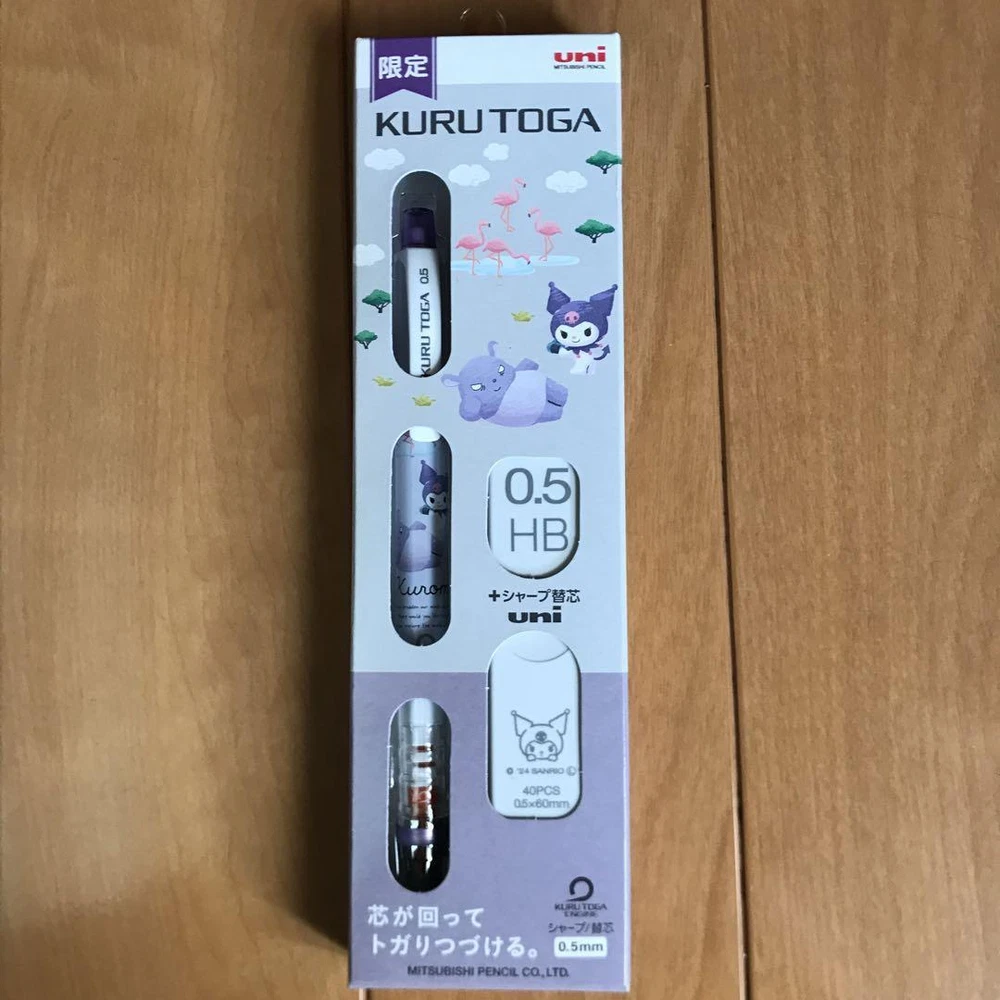 限定
uni
MITSUBISHI PENCIL
KURU TOGA
KURU TOGA 0.5
0.5
HB
+シャープ替芯
uni
Kurom
© '24 SANRIO Ⓛ
40PCS
0.5×60mm
芯が回って
トガりつづける。
KURU TOGA
ENGINE
シャープ/替芯
0.5mm
MITSUBISHI PENCIL CO., LTD.